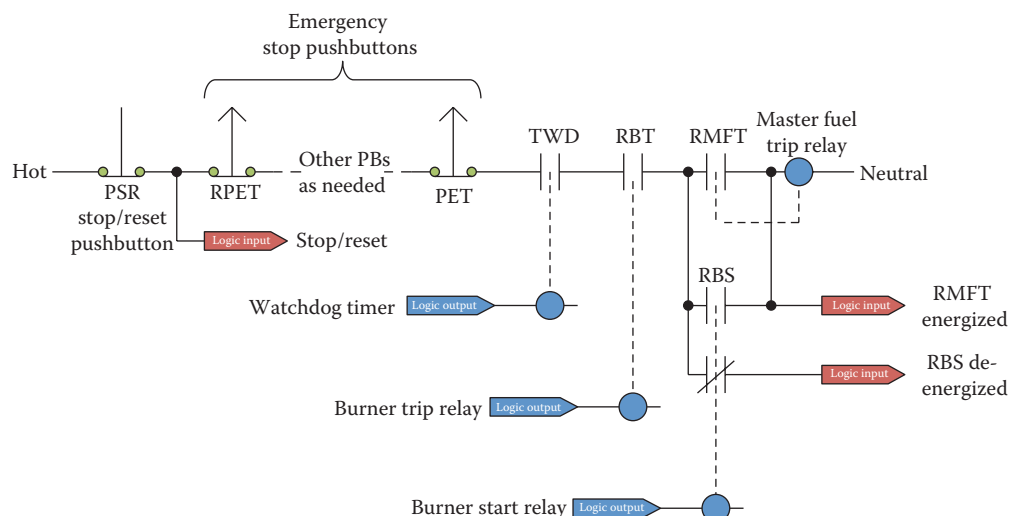 Emergency
stop pushbuttons
TWD
RBT
RMFT
Master fuel
trip relay
Hot
Other PBs
as needed
Neutral
PSR
stop/reset
pushbutton
RPET
PET
Logic input
Stop/reset
RBS
Watchdog timer
Logic output
Logic input
RMFT
energized
Logic input
RBS de-
energized
Burner trip relay
Logic output
Burner start relay
Logic output